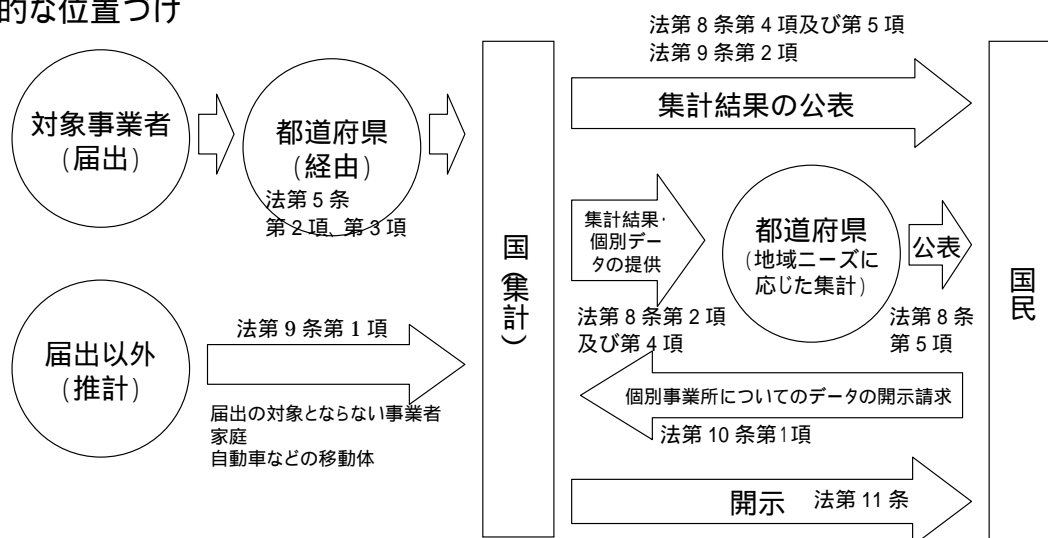 的な位置づけ
法第8条第4項及び第5項
法第9条第2項
対象事業者
(届出)
都道府県
(経由)
法第5条
第2項、第3項
集計結果の公表
集計結果・
個別デー
タの提供
都道府県
(地域ニーズに
応じた集計)
公表
国(集計)
国民
法第8条第2項
及び第4項
法第8条
第5項
届出以外
(推計)
法第9条第1項
届出の対象とならない事業者
家庭
自動車などの移動体
個別事業所についてのデータの開示請求
法第10条第1項
開示 法第11条